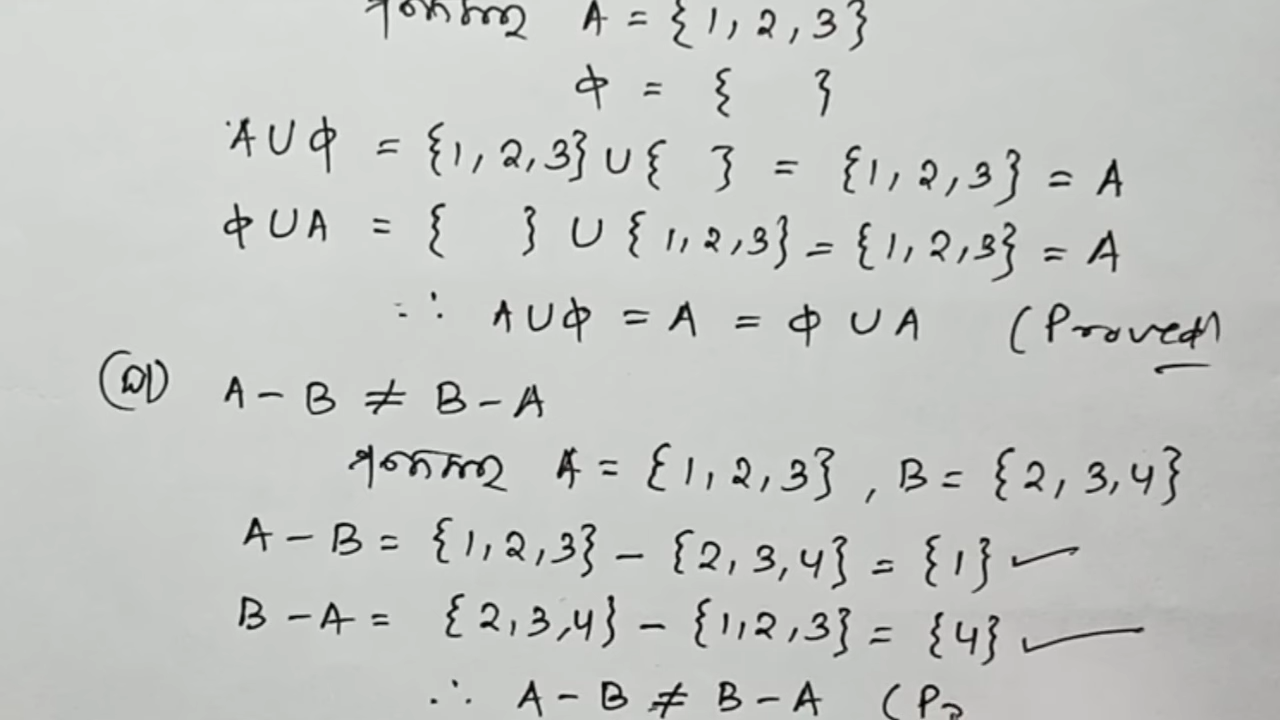 A = {1, 2, 3}
ϕ = { }
A∪ϕ = {1, 2, 3}∪{ } = {1, 2, 3} = A
ϕ∪A = { } ∪ {1, 2, 3} = {1, 2, 3} = A
∴ A∪ϕ = A = ϕ ∪ A (Proved)
A - B ≠ B - A
A = {1, 2, 3}, B = {2, 3, 4}
A - B = {1, 2, 3} - {2, 3, 4} = {1} ✓
B - A = {2, 3, 4} - {1, 2, 3} = {4} ✓
∴ A - B ≠ B - A